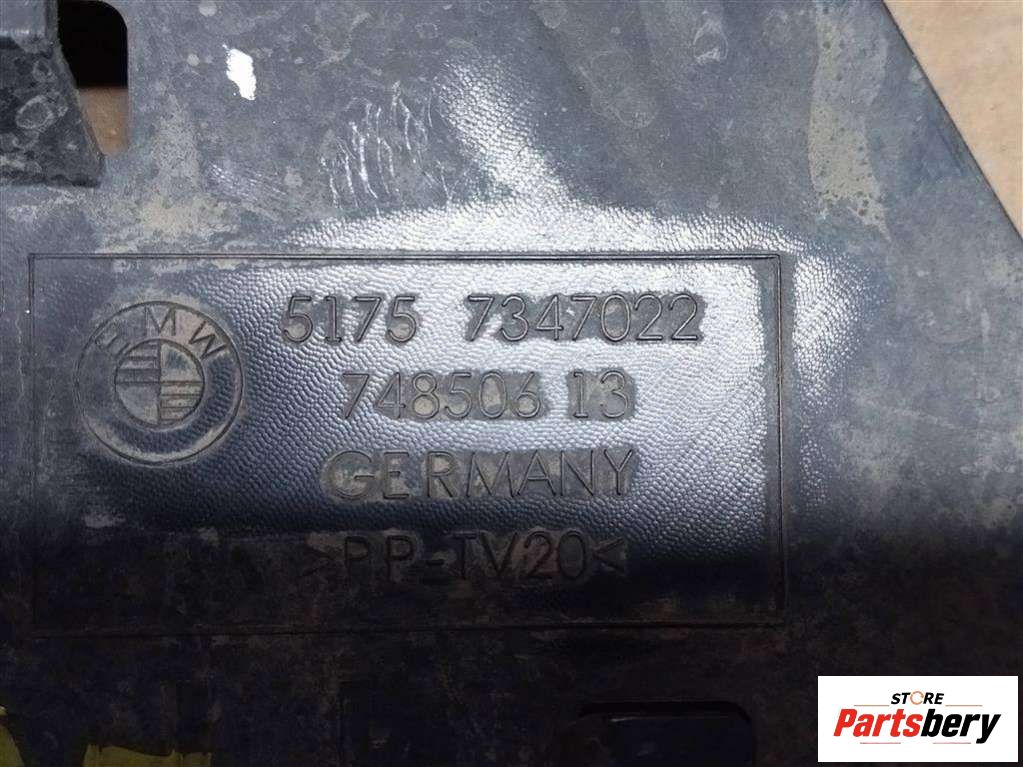 BMW
5175 7347022
748506 13
GERMANY
>PP-TV20<
STORE
Partsbery